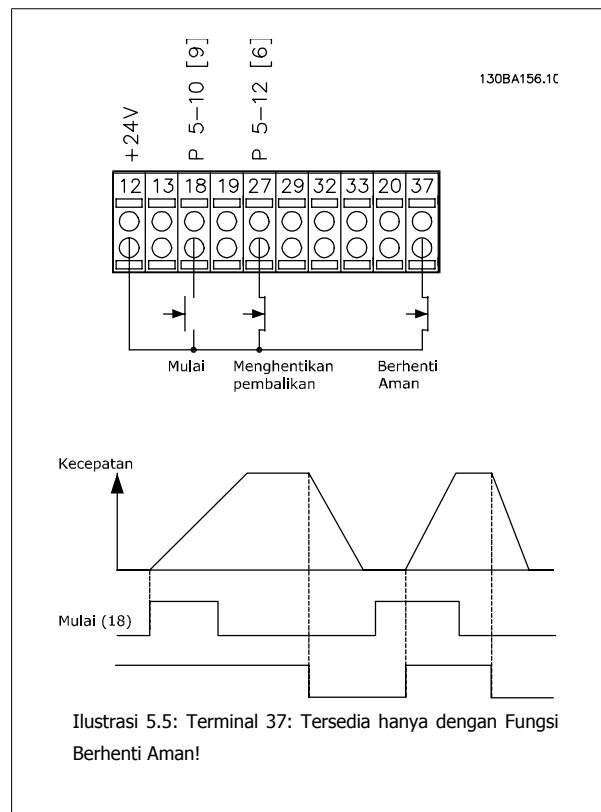 130BA156.10
+24V
P 5-10 [9]
P 5-12 [6]
12 13 18 19 27 29 32 33 20 37
Mulai
Menghentikan
pembalikan
Berhenti
Aman
Kecepatan
Mulai (18)
Ilustrasi 5.5: Terminal 37: Tersedia hanya dengan Fungsi
Berhenti Aman!